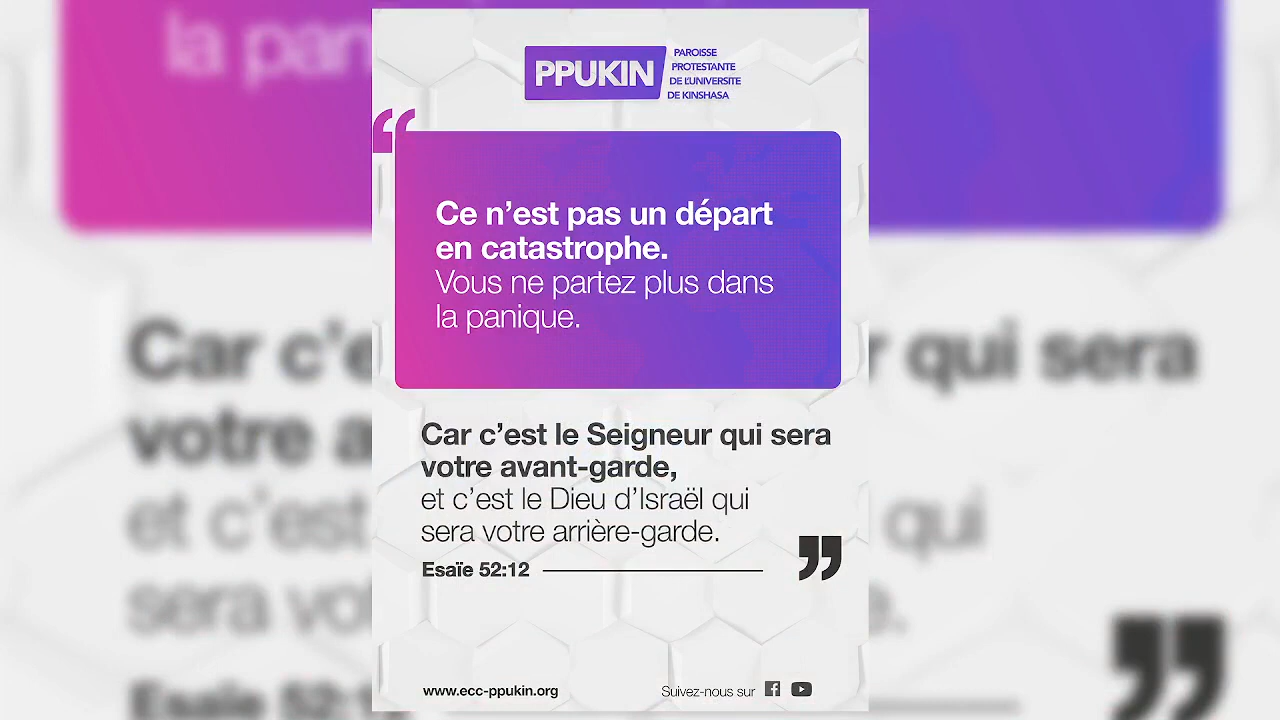 PPUKIN
PAROISSE
PROTESTANTE
DE L'UNIVERSITE
DE KINSHASA
“
Ce n’est pas un départ
en catastrophe.
Vous ne partez plus dans
la panique.
Car c’est le Seigneur qui sera
votre avant-garde,
et c’est le Dieu d’Israël qui
sera votre arrière-garde.
”
Esaïe 52:12
www.ecc-ppukin.org
Suivez-nous sur